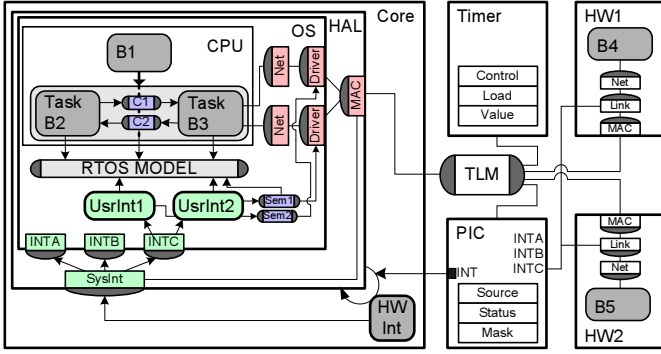 Core
HAL
OS
CPU
B1
Task
B2
C1
C2
Task
B3
Net
Driver
Net
Driver
MAC
RTOS MODEL
UsrInt1
UsrInt2
Sem1
Sem2
INTA
INTB
INTC
SysInt
HW
Int
Timer
Control
Load
Value
TLM
PIC
INTA
INTB
INTC
INT
Source
Status
Mask
HW1
B4
Net
Link
MAC
MAC
Link
Net
B5
HW2